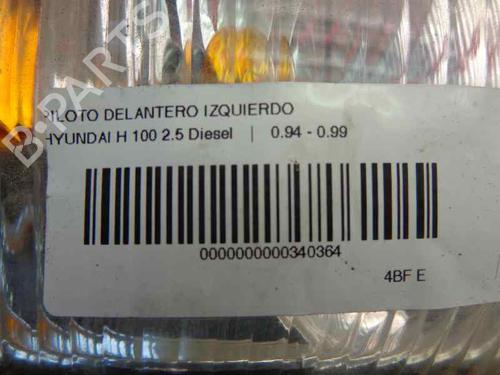 B-PARTS
PILOTO DELANTERO IZQUIERDO
HYUNDAI H 100 2.5 Diesel | 0.94 - 0.99
0000000000340364
4BF E